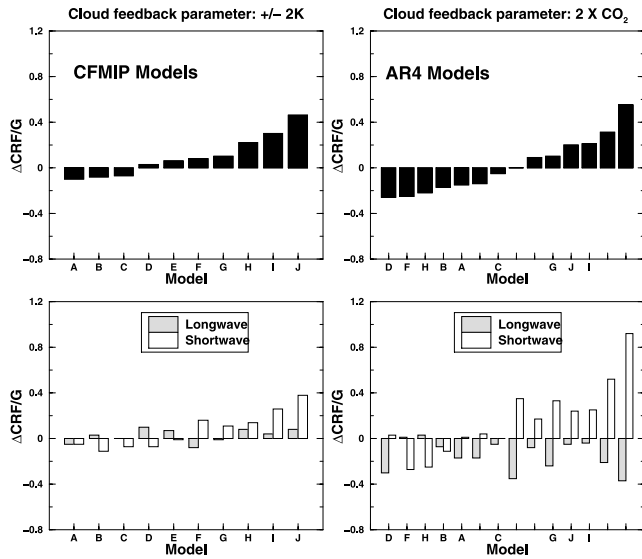 Cloud feedback parameter: +/− 2K
1.2
0.8
0.4
0
−0.4
−0.8
ΔCRF/G
CFMIP Models
A B C D E F G H I J
Model
Cloud feedback parameter: 2 X CO₂
1.2
0.8
0.4
0
−0.4
−0.8
ΔCRF/G
AR4 Models
D F H B A C G J I
Model
1.2
0.8
0.4
0
−0.4
−0.8
ΔCRF/G
Longwave
Shortwave
A B C D E F G H I J
Model
1.2
0.8
0.4
0
−0.4
−0.8
ΔCRF/G
Longwave
Shortwave
D F H B A C G J I
Model